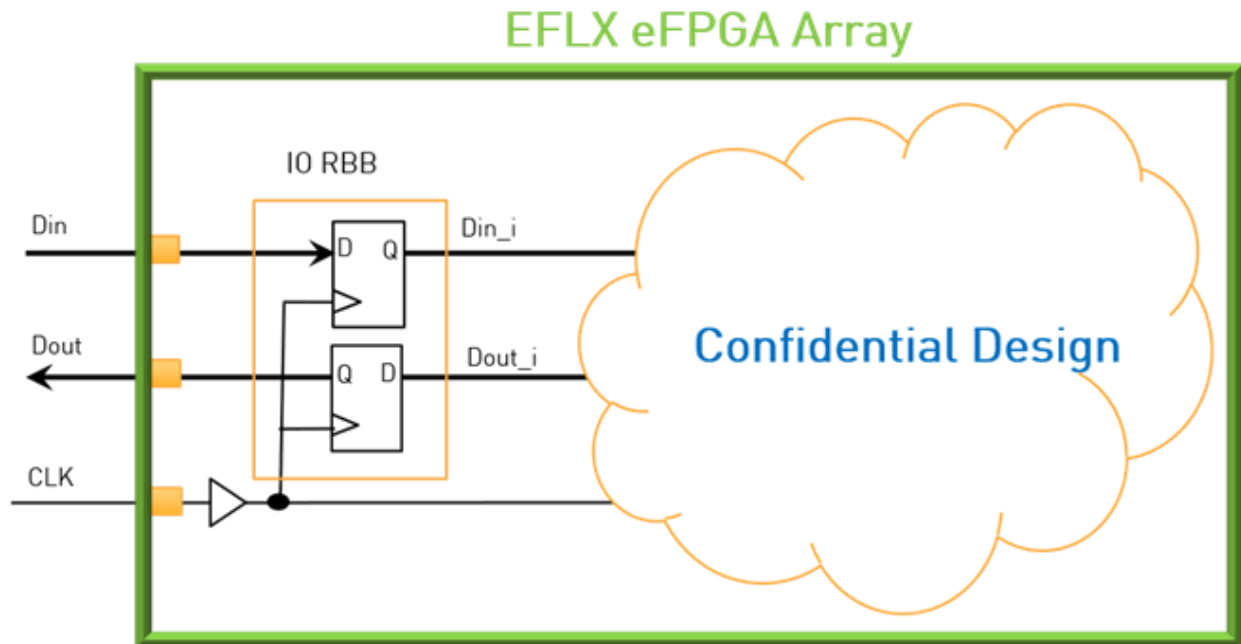 EFLX eFPGA Array
IO RBB
Din
D Q
Din_i
Dout
Q D
Dout_i
Confidential Design
CLK